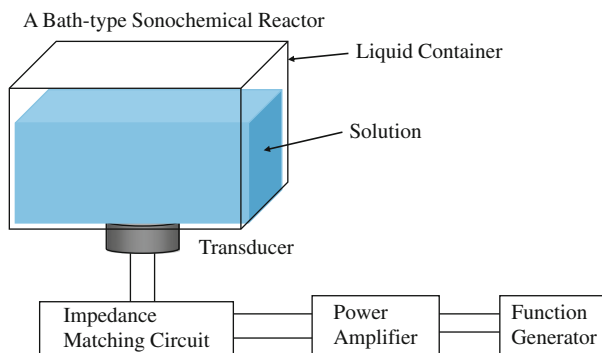 A Bath-type Sonochemical Reactor
Liquid Container
Solution
Transducer
Impedance
Matching Circuit
Power
Amplifier
Function
Generator